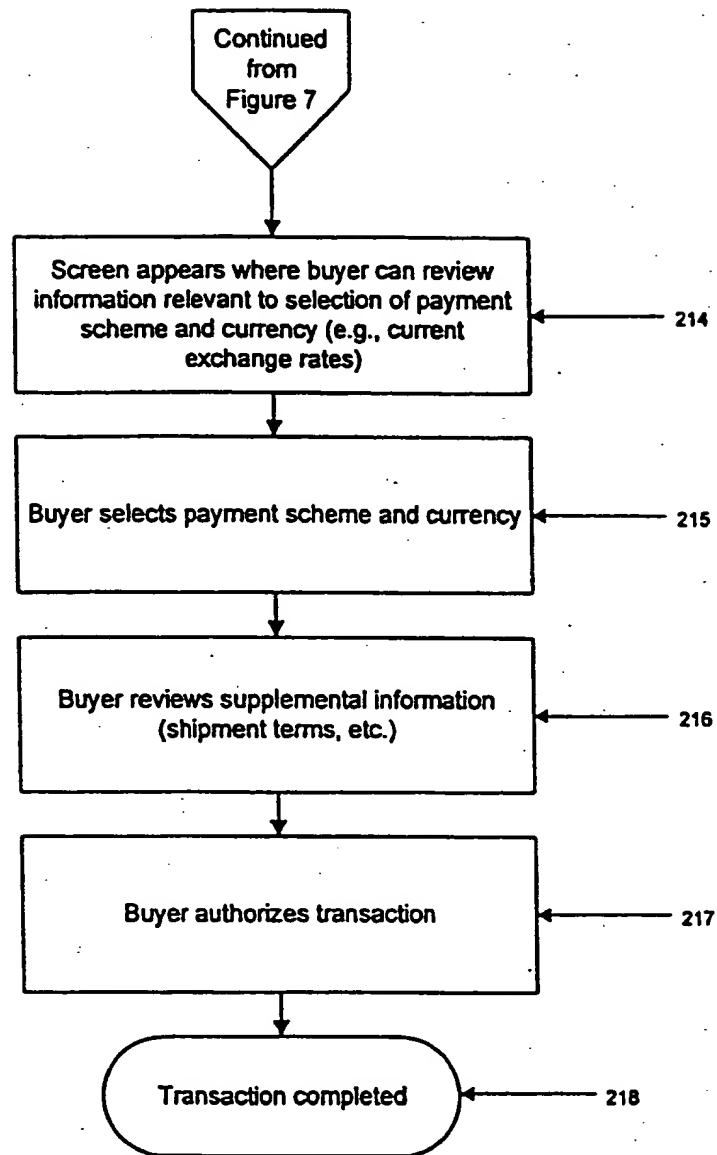 Continued
from
Figure 7
Screen appears where buyer can review
information relevant to selection of payment
scheme and currency (e.g., current
exchange rates)
214
Buyer selects payment scheme and currency
215
Buyer reviews supplemental information
(shipment terms, etc.)
216
Buyer authorizes transaction
217
Transaction completed
218